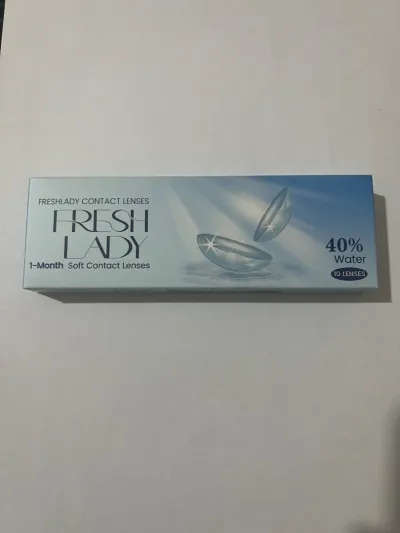 FRESHLADY CONTACT LENSES
FRESH
LADY
1-Month Soft Contact Lenses
40%
Water
10 LENSES